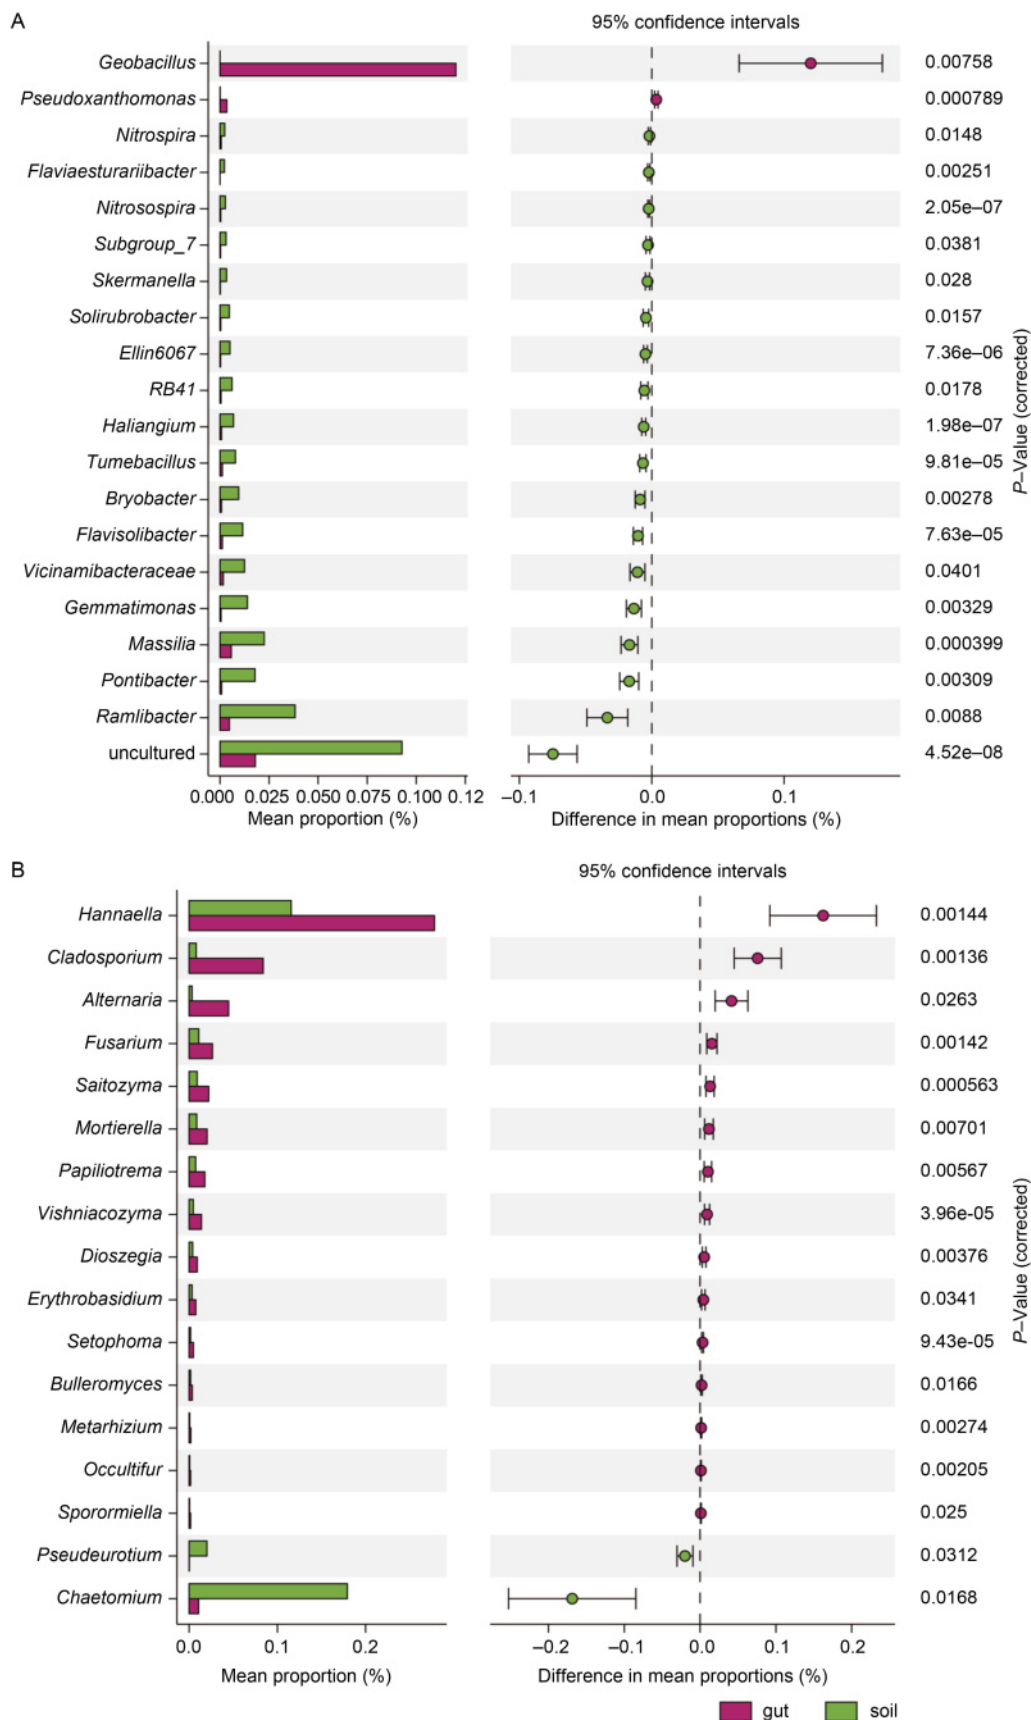 A
95% confidence intervals
Geobacillus 0.00758
Pseudoxanthomonas 0.000789
Nitrospira 0.0148
Flaviaesturariibacter 0.00251
Nitrosospira 2.05e–07
Subgroup_7 0.0381
Skermanella 0.028
Solirubrobacter 0.0157
Ellin6067 7.36e–06
RB41 0.0178
Haliangium 1.98e–07
Tumebacillus 9.81e–05
Bryobacter 0.00278
Flavisolibacter 7.63e–05
Vicinamibacteraceae 0.0401
Gemmatimonas 0.00329
Massilia 0.000399
Pontibacter 0.00309
Ramlibacter 0.0088
uncultured 4.52e–08
P–Value (corrected)
0.000 0.025 0.050 0.075 0.100 0.12 –0.1 0.0 0.1
Mean proportion (%) Difference in mean proportions (%)
B
95% confidence intervals
Hannaella 0.00144
Cladosporium 0.00136
Alternaria 0.0263
Fusarium 0.00142
Saitozyma 0.000563
Mortierella 0.00701
Papiliotrema 0.00567
Vishniacozyma 3.96e-05
Dioszegia 0.00376
Erythrobasidium 0.0341
Setophoma 9.43e-05
Bulleromyces 0.0166
Metarhizium 0.00274
Occultifur 0.00205
Sporormiella 0.025
Pseudeurotium 0.0312
Chaetomium 0.0168
P–Value (corrected)
0.0 0.1 0.2 –0.2 –0.1 0.0 0.1 0.2
Mean proportion (%) Difference in mean proportions (%)
gut soil